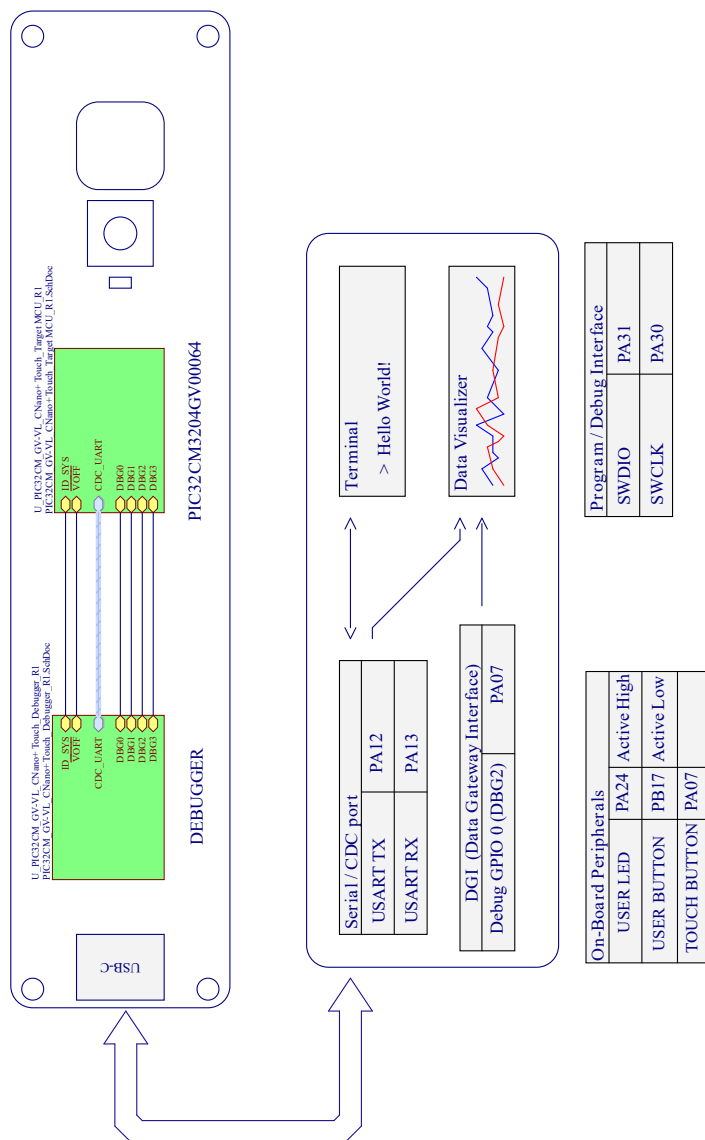 U_PIC32CM_GV-VL_CNano+Touch_Debugger_R1
PIC32CM_GV-VL_CNano+Touch_Debugger_R1.SchDoc
ID_SYS
VOFF
CDC_UART
DBG0
DBG1
DBG2
DBG3
DEBUGGER
USB-C
U_PIC32CM_GV-VL_CNano+Touch_Target MCU_R1
PIC32CM_GV-VL_CNano+Touch_Target MCU_R1.SchDoc
ID_SYS
VOFF
CDC_UART
DBG0
DBG1
DBG2
DBG3
PIC32CM3204GV00064
Serial / CDC port
USART TX PA12
USART RX PA13
DGI (Data Gateway Interface)
Debug GPIO 0 (DBG2) PA07
Terminal
> Hello World!
Data Visualizer
On-Board Peripherals
USER LED PA24 Active High
USER BUTTON PB17 Active Low
TOUCH BUTTON PA07
Program / Debug Interface
SWDIO PA31
SWCLK PA30